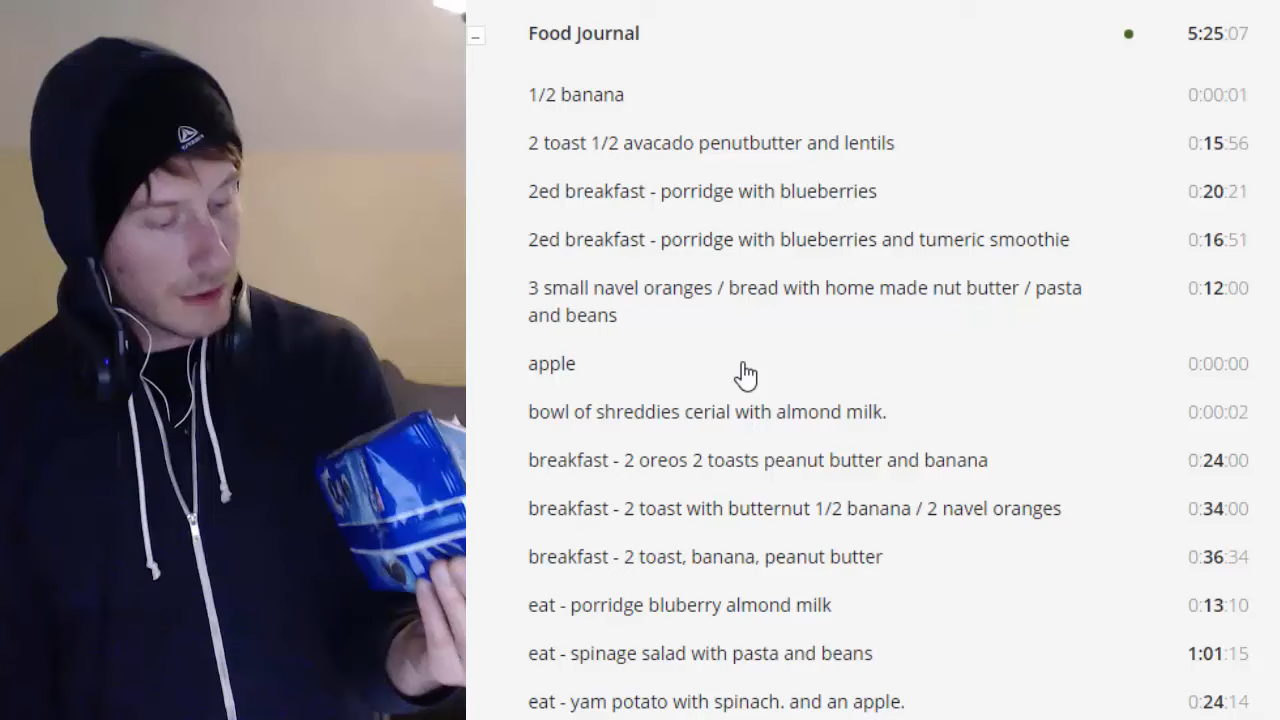 Food Journal 5:25:07
1/2 banana 0:00:01
2 toast 1/2 avacado penutbutter and lentils 0:15:56
2ed breakfast - porridge with blueberries 0:20:21
2ed breakfast - porridge with blueberries and tumeric smoothie 0:16:51
3 small navel oranges / bread with home made nut butter / pasta 0:12:00
and beans
apple 0:00:00
bowl of shreddies cerial with almond milk. 0:00:02
breakfast - 2 oreos 2 toasts peanut butter and banana 0:24:00
breakfast - 2 toast with butternut 1/2 banana / 2 navel oranges 0:34:00
breakfast - 2 toast, banana, peanut butter 0:36:34
eat - porridge bluberry almond milk 0:13:10
eat - spinage salad with pasta and beans 1:01:15
eat - yam potato with spinach. and an apple. 0:24:14